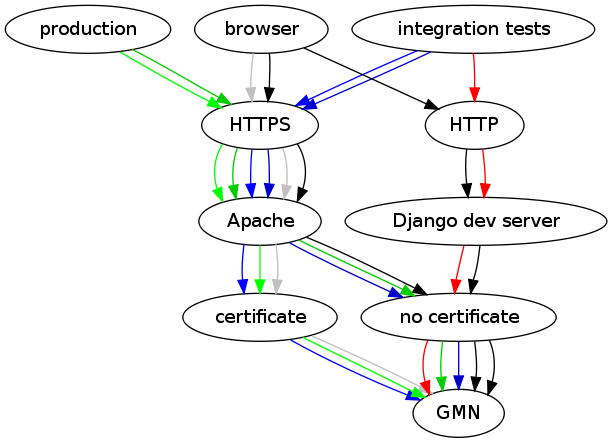 production
browser
integration tests
HTTPS
HTTP
Apache
Django dev server
certificate
no certificate
GMN